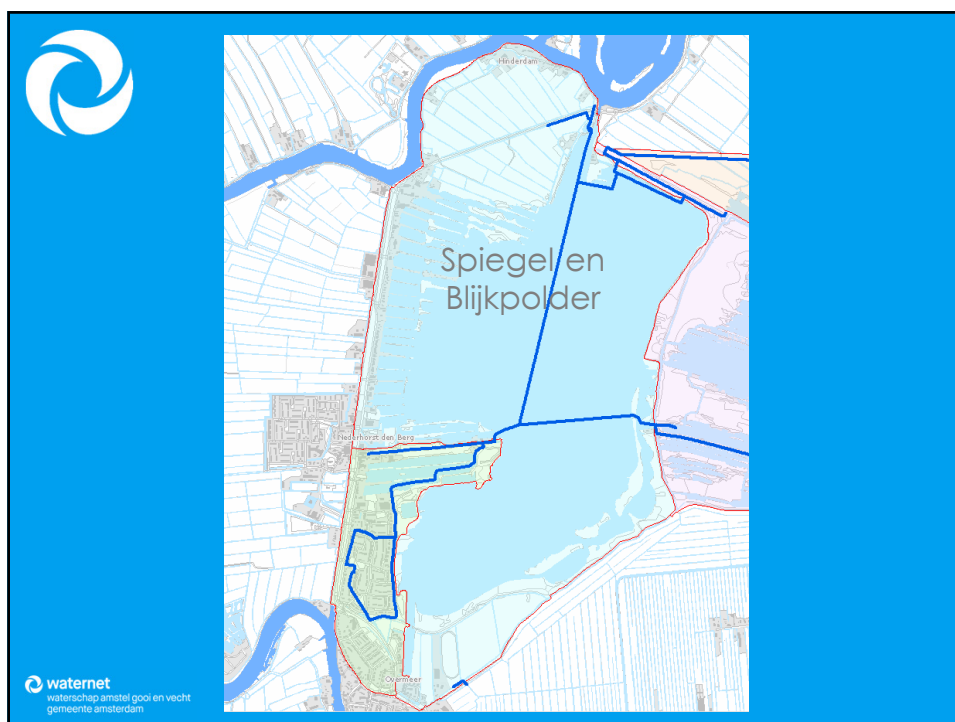 Hinderdam
Spiegel en
Blijkpolder
Nederhorst den Berg
Overmeer
waternet
waterschap amstel gooi en vecht
gemeente amsterdam